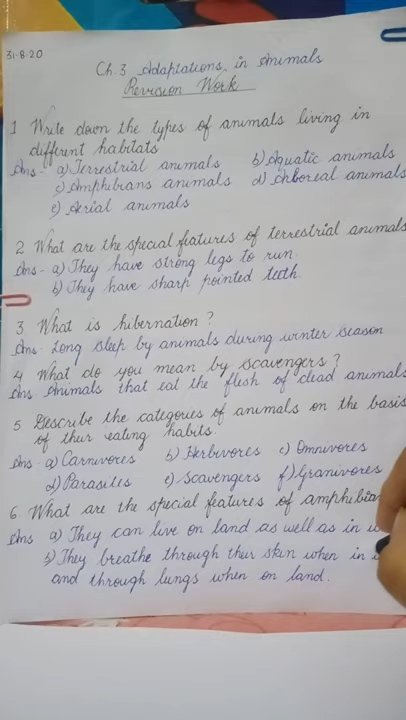 31-8-20
Ch. 3 Adaptations in Animals
Revision Work
1 Write down the types of animals living in
different habitats
Ans - a) Terrestrial animals b) Aquatic animals
c) Amphibians animals d) Arboreal animals
e) Aerial animals
2 What are the special features of terrestrial animals
Ans - a) They have strong legs to run.
b) They have sharp pointed teeth.
3 What is hibernation?
Ans - Long sleep by animals during winter season
4 What do you mean by scavengers?
Ans Animals that eat the flesh of dead animals
5 Describe the categories of animals on the basis
of their eating habits.
Ans - a) Carnivores b) Herbivores c) Omnivores
d) Parasites e) Scavengers f) Granivores
6. What are the special features of
Ans a) They can live on land as well as in
b) They breathe through their skin when in
and through lungs when on land.